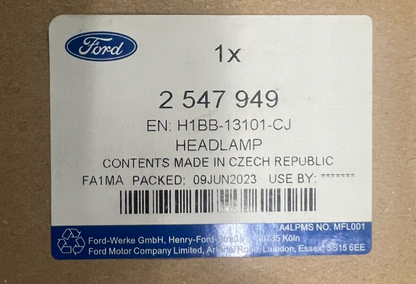 Ford
1x
2 547 949
EN: H1BB-13101-CJ
HEADLAMP
CONTENTS MADE IN CZECH REPUBLIC
FA1MA PACKED: 09JUN2023 USE BY: *******
A4LPMS NO. MFL001
Ford-Werke GmbH, Henry-Ford-Straße 50735 Köln
Ford Motor Company Limited, Arterial Road, Laindon, Essex, SS15 6EE